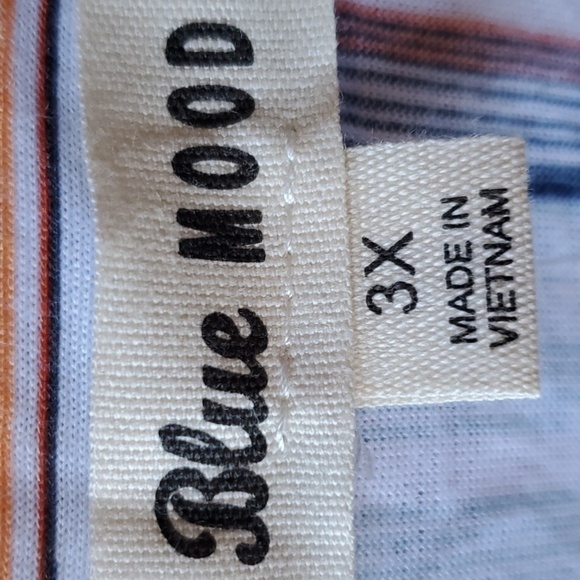 Blue MOOD
3X
MADE IN
VIETNAM